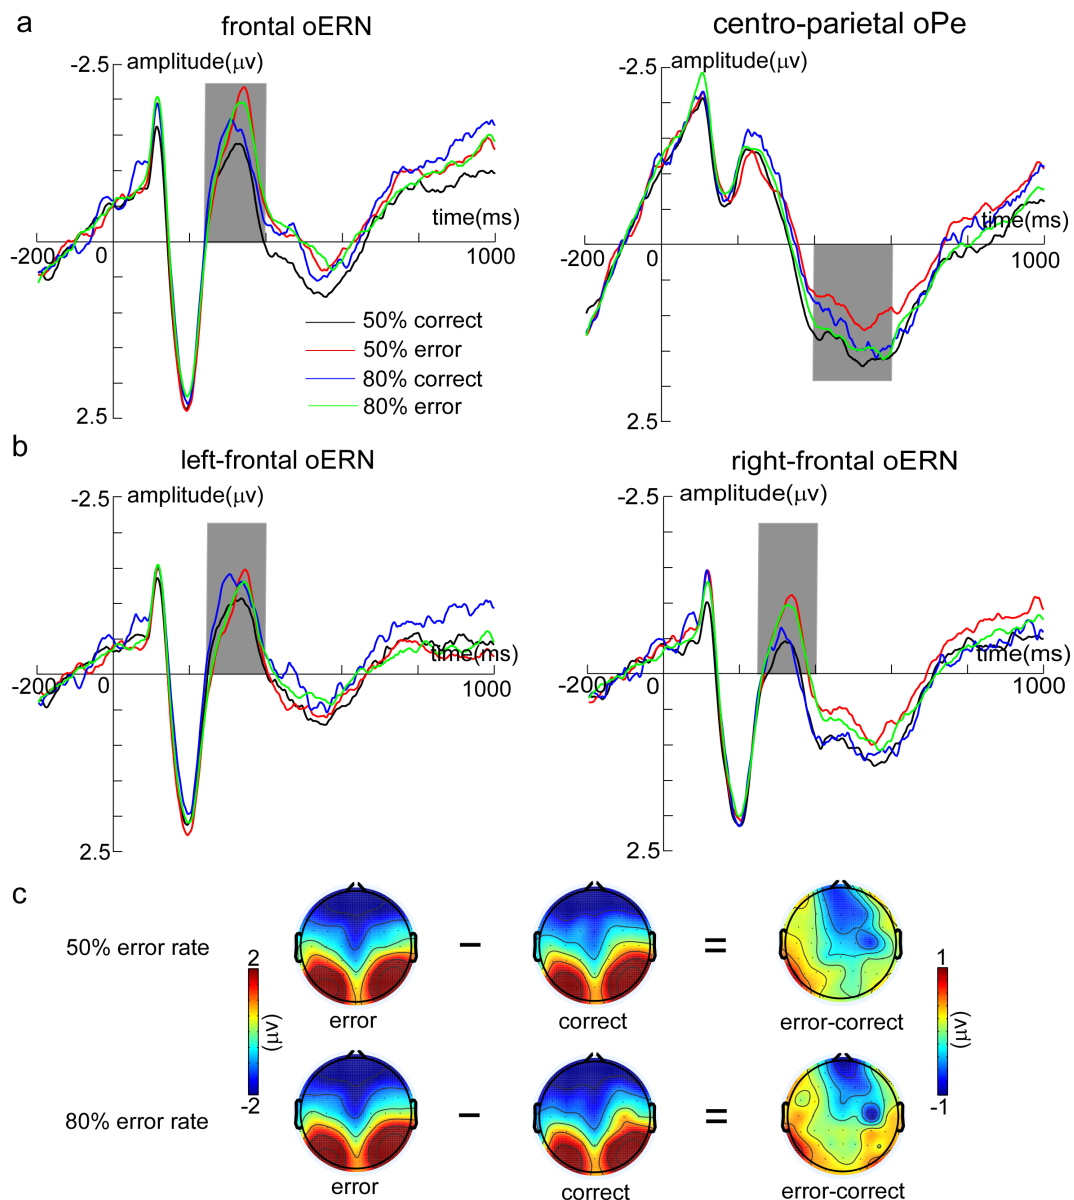 a
frontal oERN
centro-parietal oPe
-2.5
amplitude(μv)
-2.5
amplitude(μv)
time(ms)
time(ms)
-200
0
1000
-200
0
1000
50% correct
50% error
80% correct
80% error
2.5
2.5
b
left-frontal oERN
right-frontal oERN
-2.5
amplitude(μv)
-2.5
amplitude(μv)
time(ms)
time(ms)
-200
0
1000
-200
0
1000
2.5
2.5
c
50% error rate
2
(μv)
-2
error
correct
error-correct
1
(μv)
-1
80% error rate
error
correct
error-correct